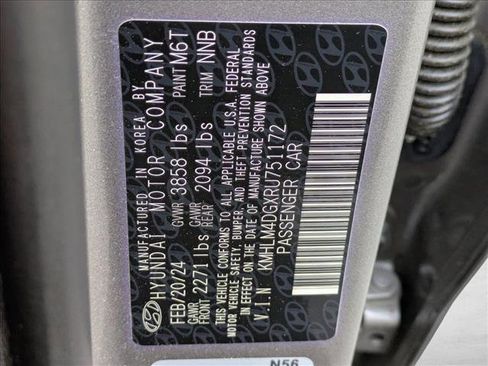 MANUFACTURED IN KOREA BY
HYUNDAI MOTOR COMPANY
FEB/20/24 GVWR 3858 lbs PAINT M6T
GAWR FRONT 2271 lbs GAWR REAR 2094 lbs TRIM NNB
THIS VEHICLE CONFORMS TO ALL APPLICABLE U.S.A. FEDERAL
MOTOR VEHICLE SAFETY, BUMPER, AND THEFT PREVENTION STANDARDS
IN EFFECT ON THE DATE OF MANUFACTURE SHOWN ABOVE.
V.I.N KMHLM4DGXRU751172
PASSENGER CAR
N56